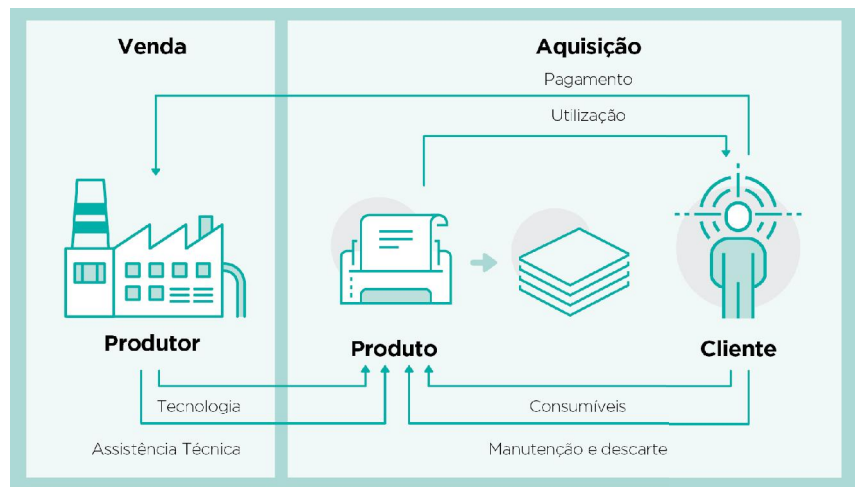 Venda
Aquisição
Pagamento
Utilização
Produtor
Produto
Cliente
Tecnologia
Consumíveis
Assistência Técnica
Manutenção e descarte